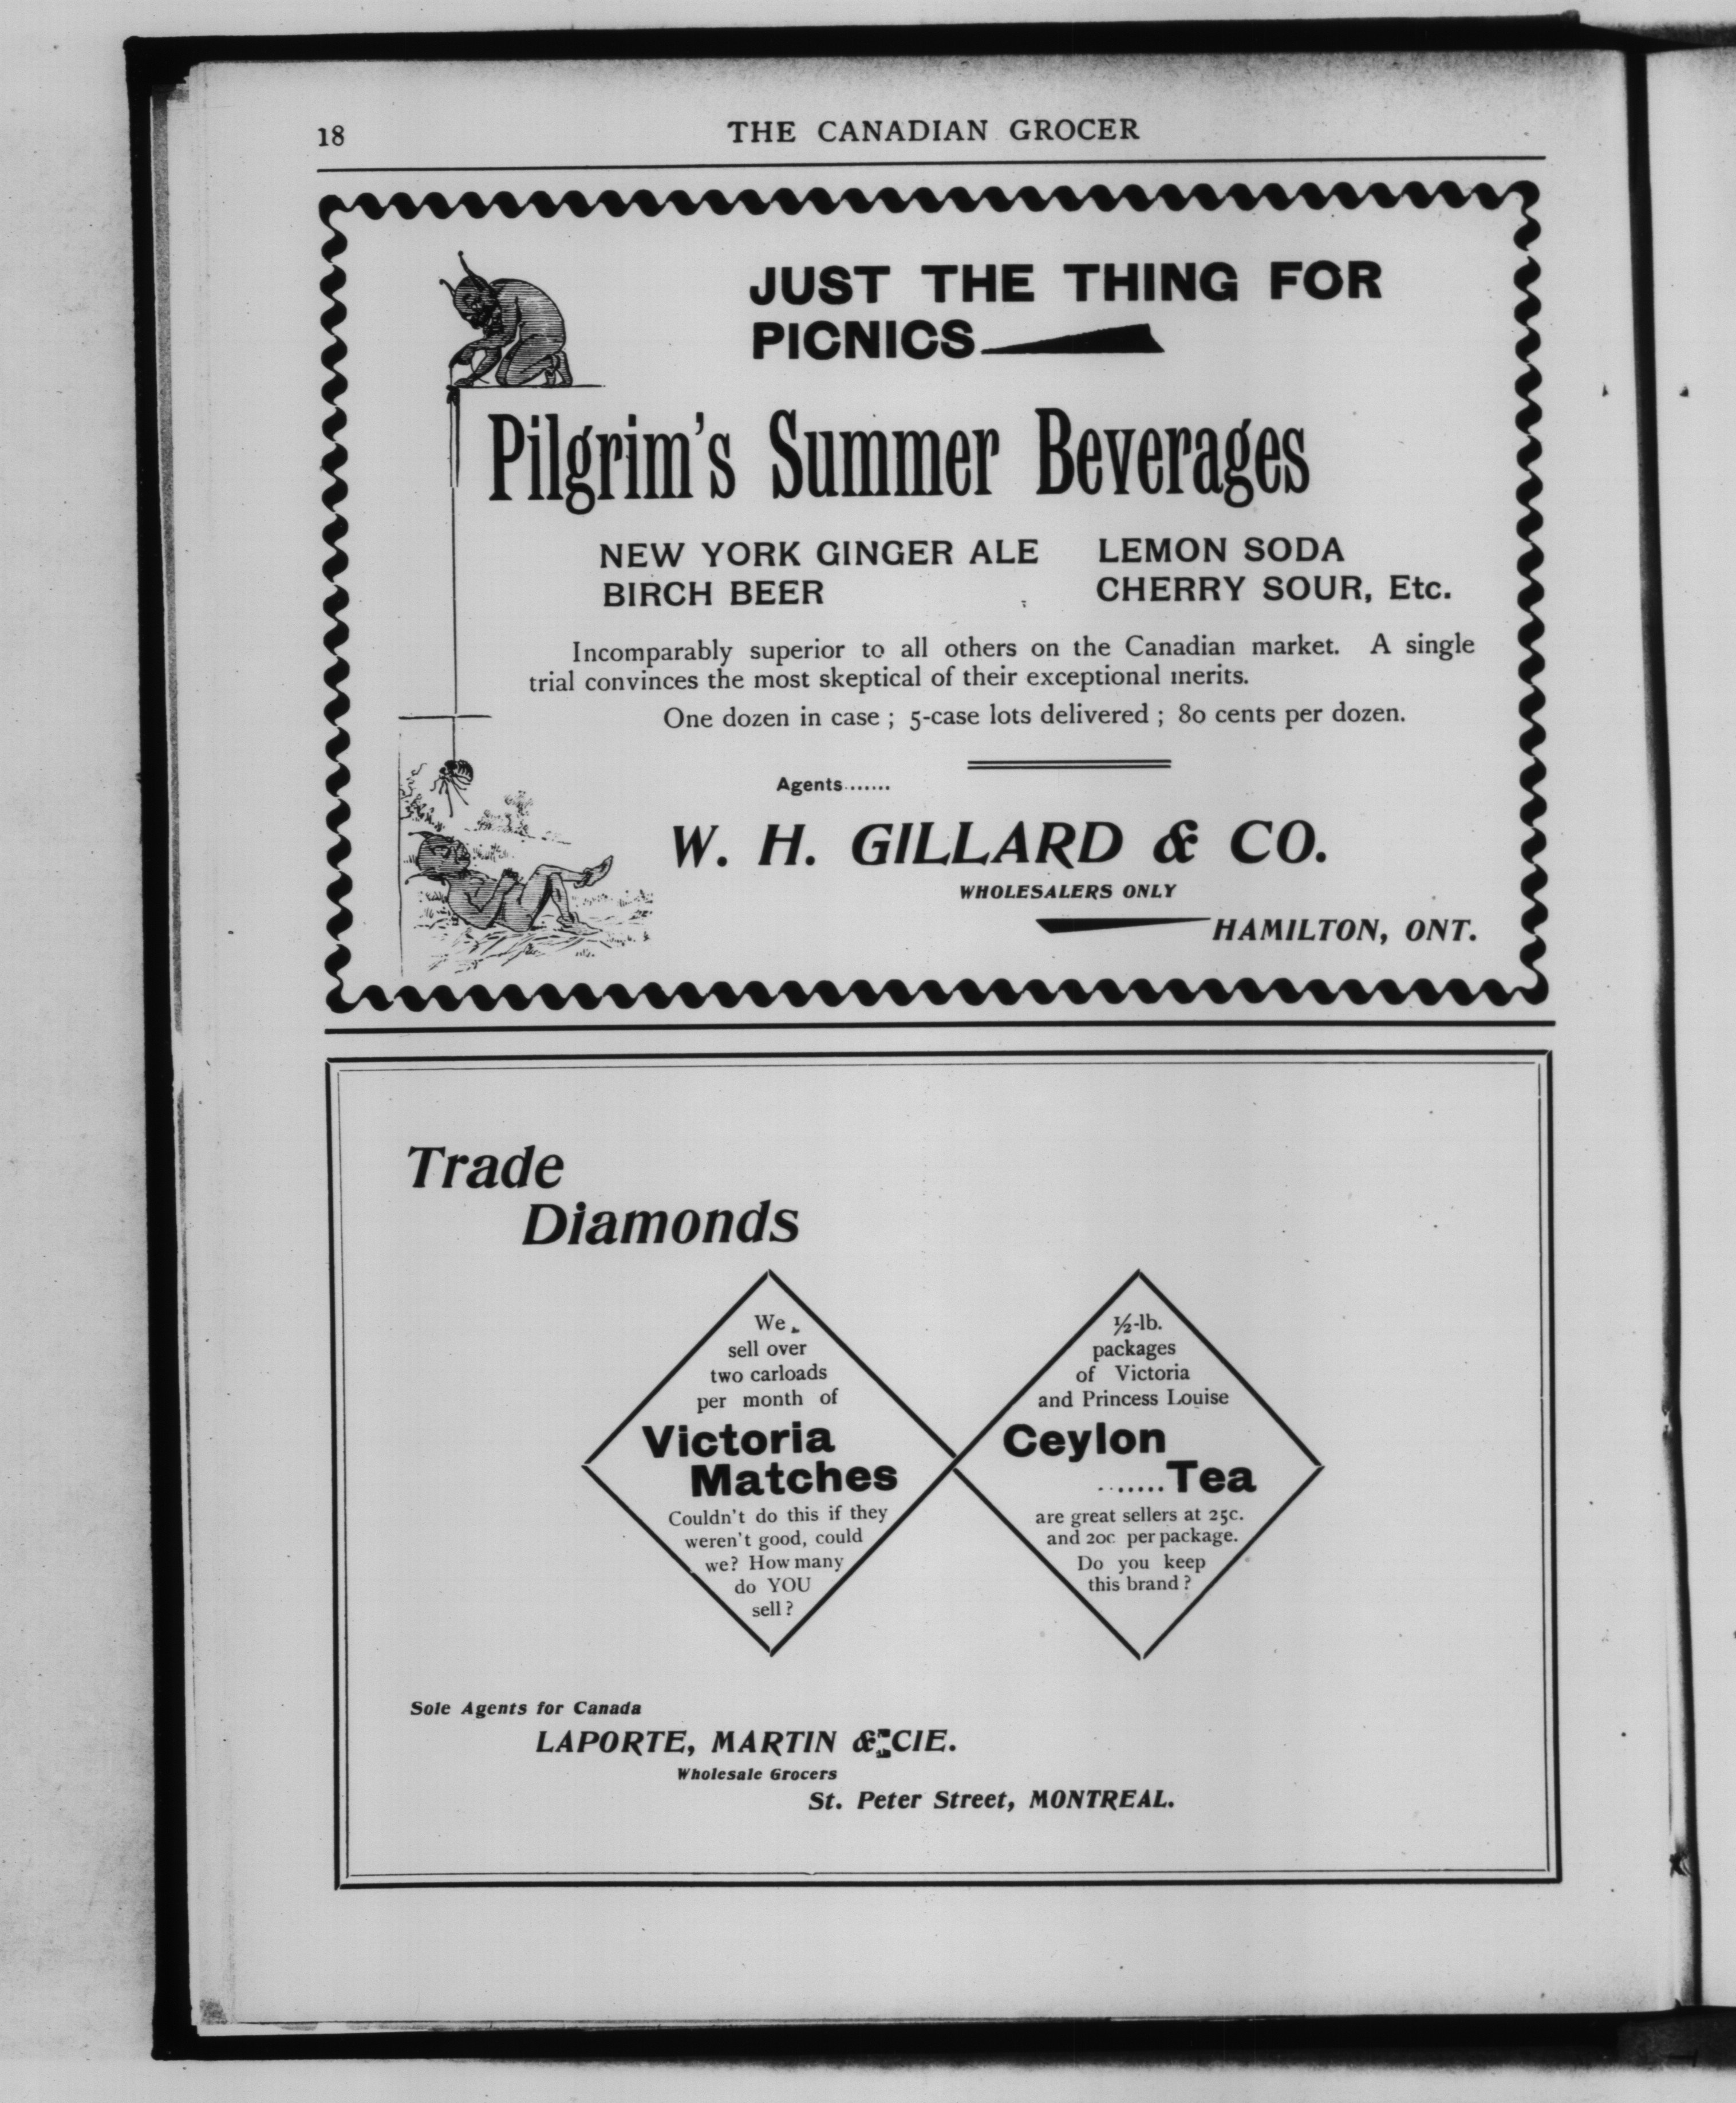 18
THE CANADIAN GROCER
JUST THE THING FOR
PICNICS
Pilgrim's Summer Beverages
NEW YORK GINGER ALE LEMON SODA
BIRCH BEER CHERRY SOUR, Etc.
Incomparably superior to all others on the Canadian market. A single
trial convinces the most skeptical of their exceptional merits.
One dozen in case ; 5-case lots delivered ; 80 cents per dozen.
Agents.......
W. H. GILLARD & CO.
WHOLESALERS ONLY
HAMILTON, ONT.
Trade
Diamonds
We
sell over
two carloads
per month of
Victoria
Matches
Couldn't do this if they
weren't good, could
we? How many
do YOU
sell ?
½-lb.
packages
of Victoria
and Princess Louise
Ceylon
.......Tea
are great sellers at 25c.
and 20c per package.
Do you keep
this brand ?
Sole Agents for Canada
LAPORTE, MARTIN & CIE.
Wholesale Grocers
St. Peter Street, MONTREAL.